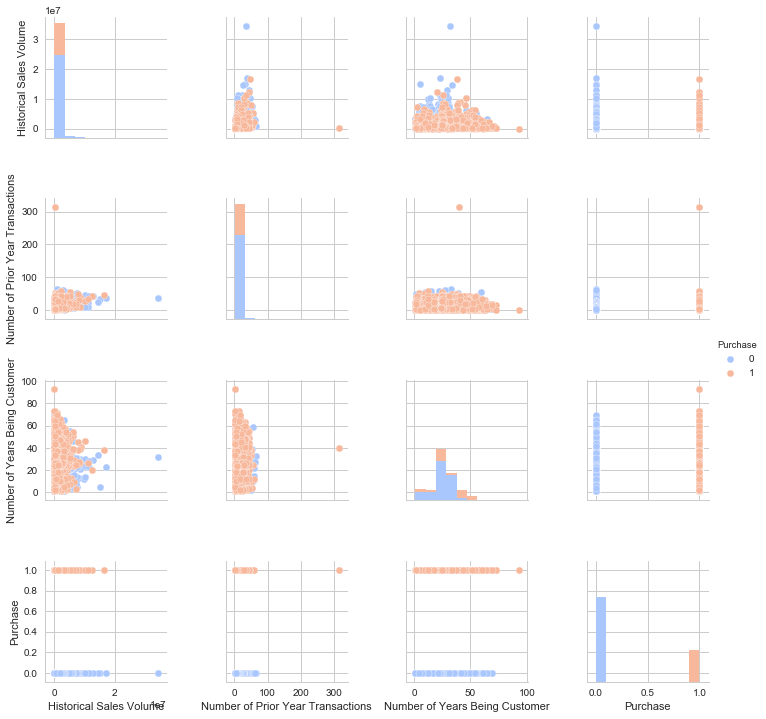 1e7
Historical Sales Volume
3
2
1
0
Number of Prior Year Transactions
300
200
100
0
Purchase
0
1
Number of Years Being Customer
100
80
60
40
20
0
Purchase
1.0
0.8
0.6
0.4
0.2
0.0
0 2
0 100 200 300
0 50 100
0.0 0.5 1.0
1e7
Historical Sales Volume
Number of Prior Year Transactions
Number of Years Being Customer
Purchase